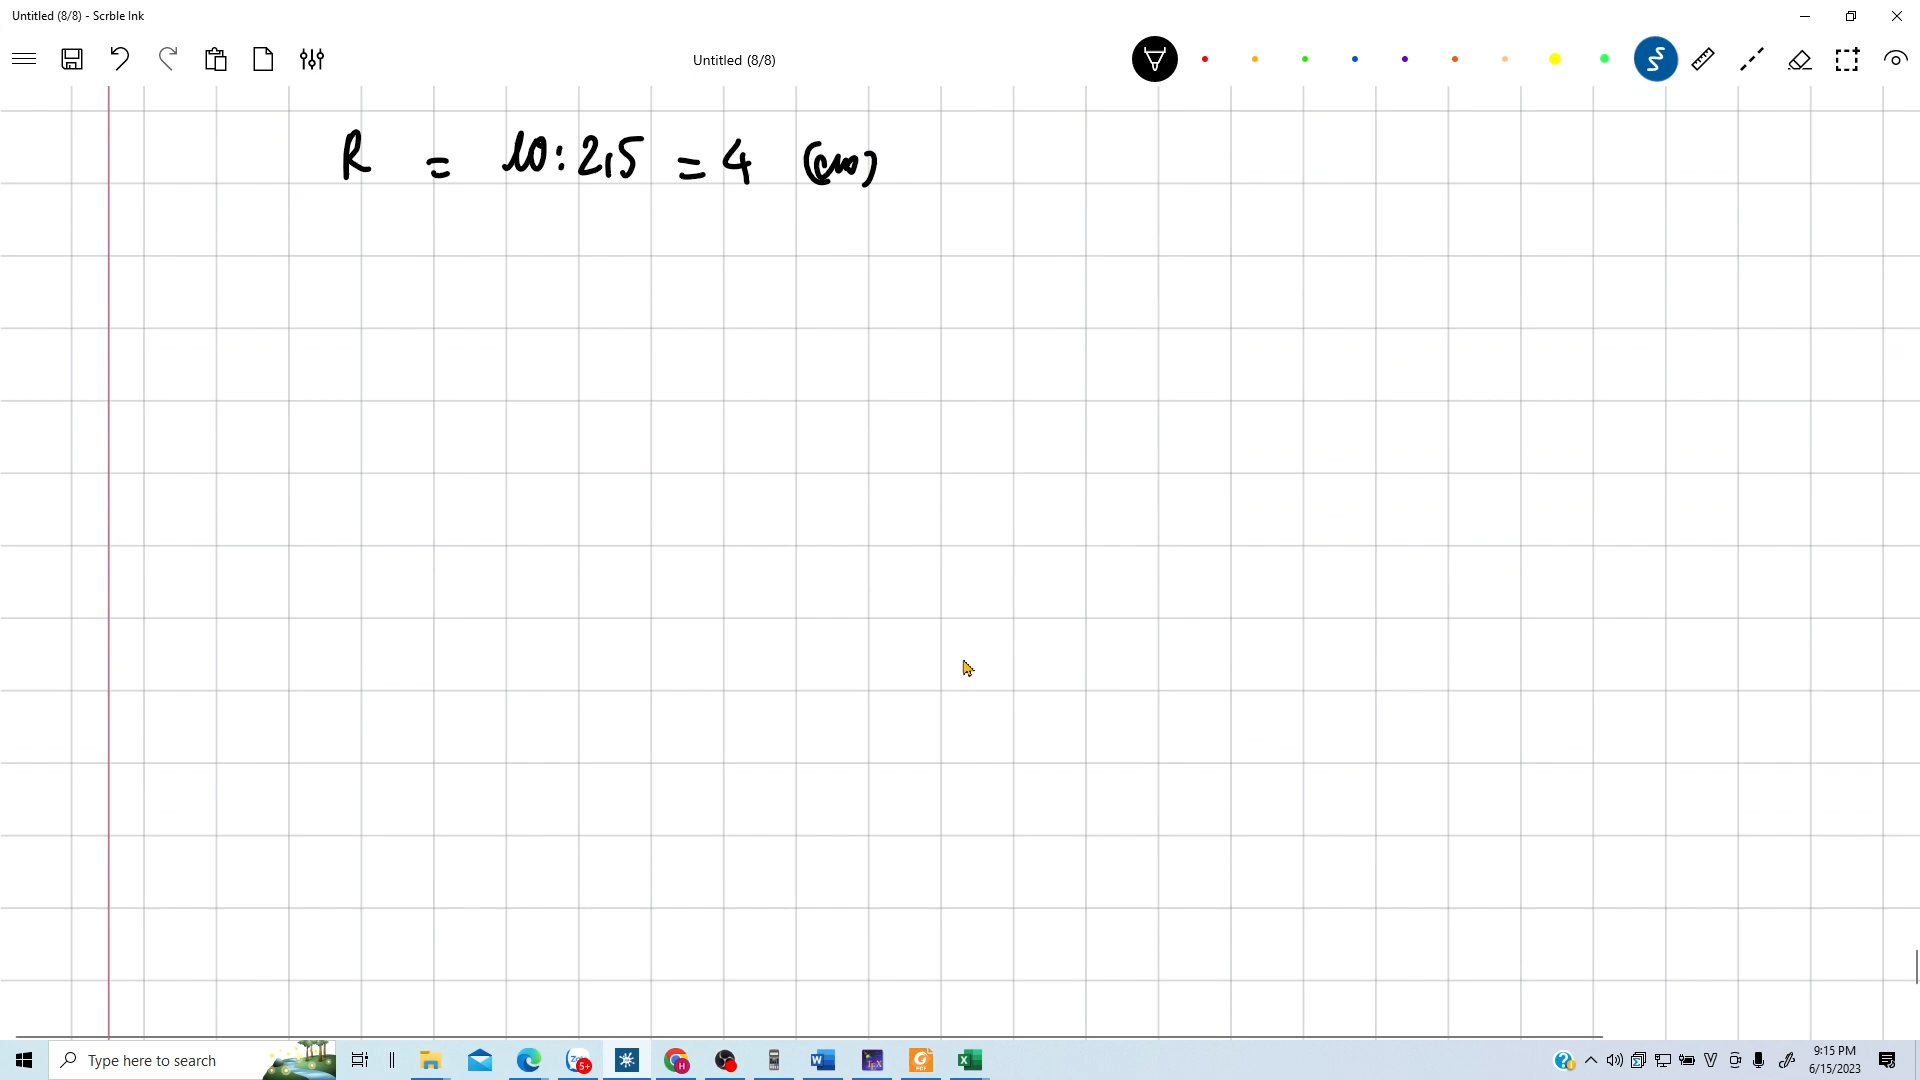 Untitled (8/8) - Scrble Ink
Untitled (8/8)
R = 10 : 2,5 = 4 (cm)
Type here to search
9:15 PM
6/15/2023